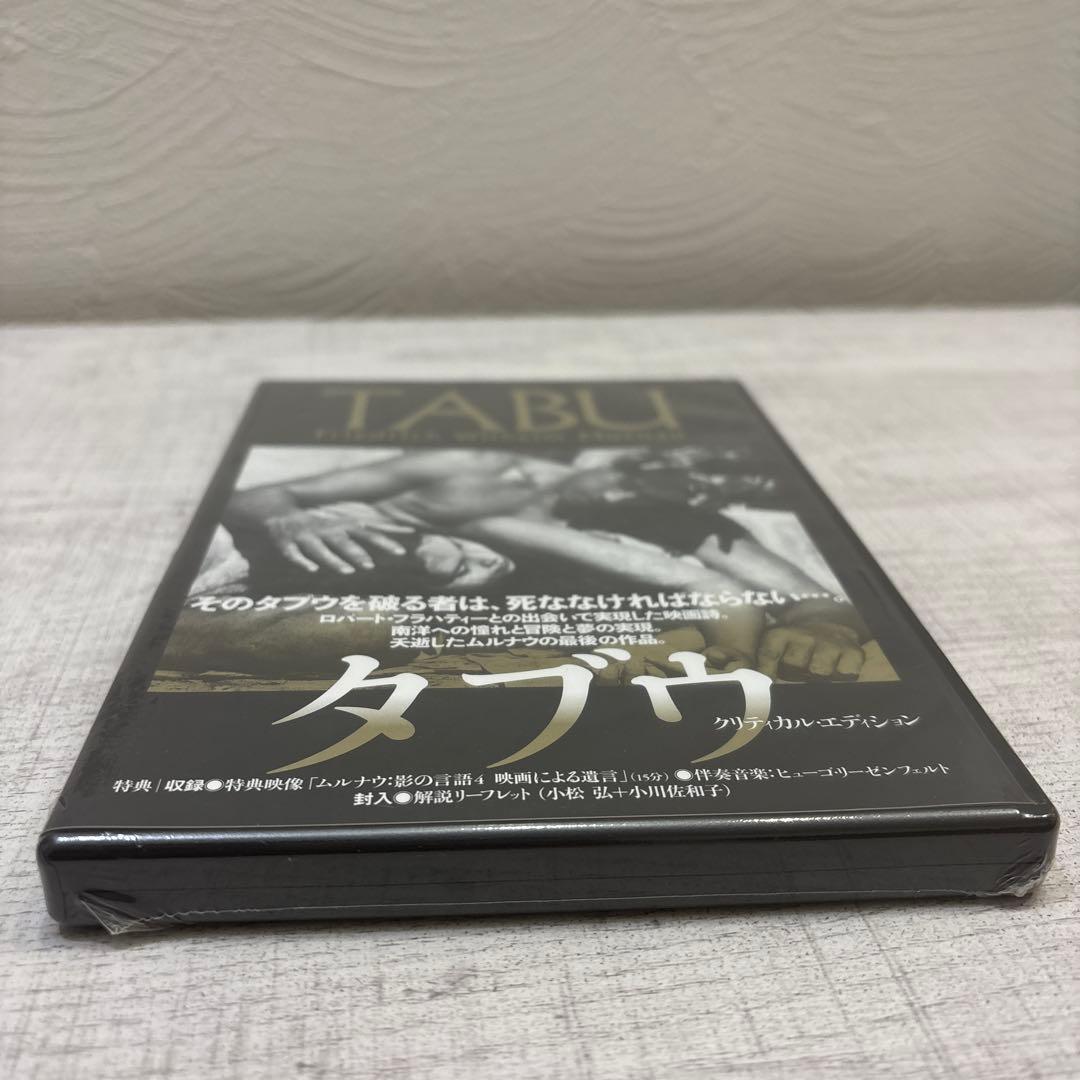 TABU
そのタブウを破る者は、死ななければならない…。
ロバート・フラハティーとの出会いで実現した映画詩。
南洋への憧れと冒険と夢の実現。
夭逝したムルナウの最後の作品。
タブウ
クリティカル・エディション
特典|収録●特典映像「ムルナウ:影の言語4 映画による遺言」(15分) ●伴奏音楽:ヒューゴ・リーゼンフェルト
封入●解説リーフレット (小松 弘+小川佐和子)